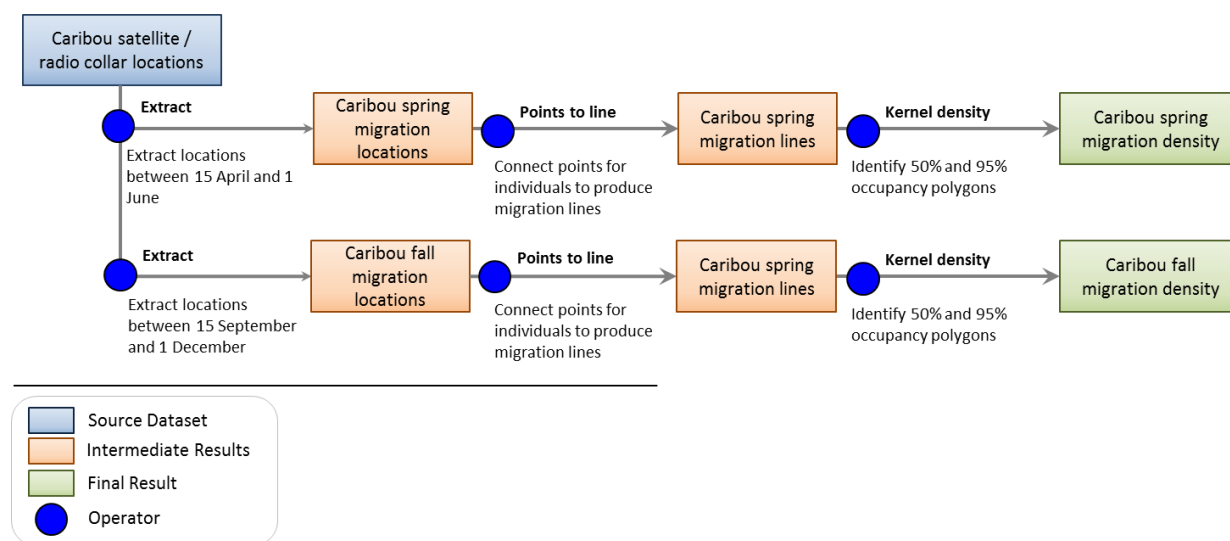 Caribou satellite /
radio collar locations
Extract
Caribou spring
migration
locations
Points to line
Caribou spring
migration lines
Kernel density
Caribou spring
migration density
Extract locations
between 15 April and 1
June
Connect points for
individuals to produce
migration lines
Identify 50% and 95%
occupancy polygons
Extract
Caribou fall
migration
locations
Points to line
Caribou spring
migration lines
Kernel density
Caribou fall
migration density
Extract locations
between 15 September
and 1 December
Connect points for
individuals to produce
migration lines
Identify 50% and 95%
occupancy polygons
Source Dataset
Intermediate Results
Final Result
Operator